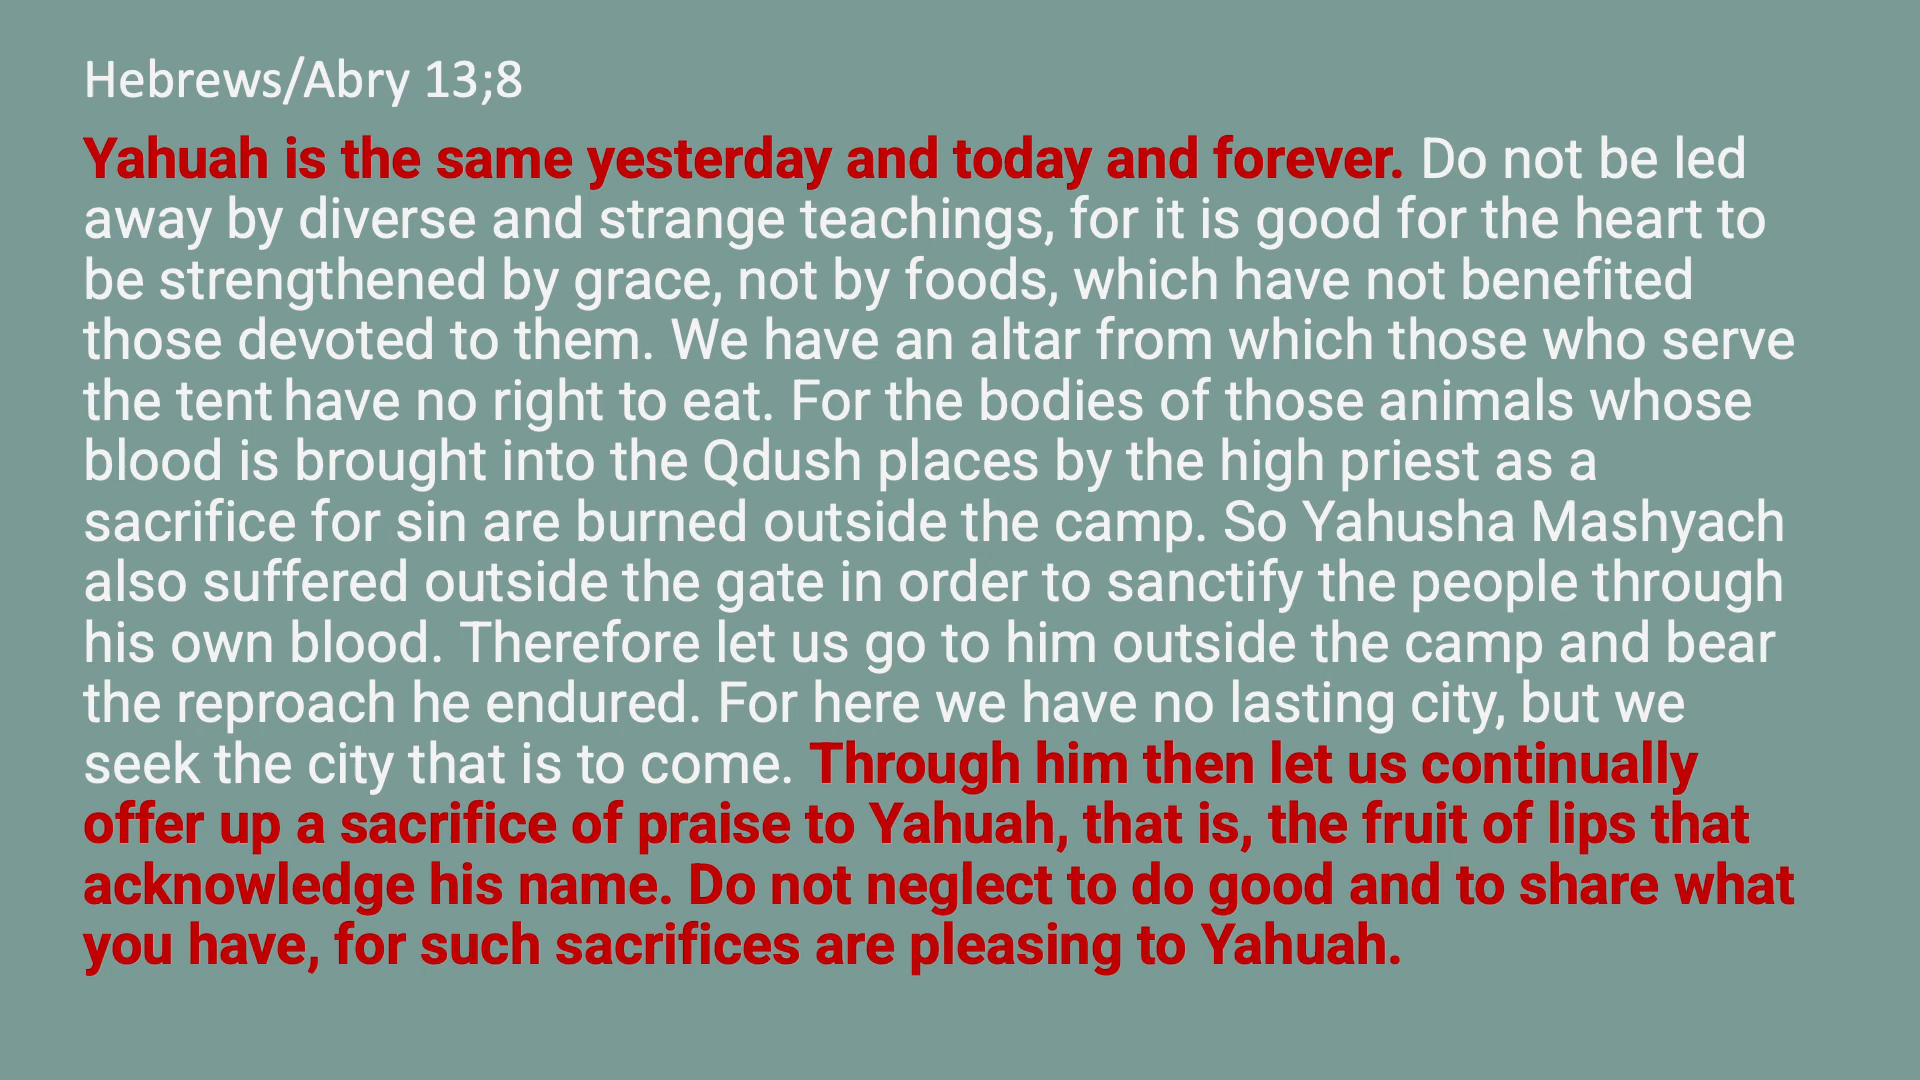 Hebrews/Abry 13;8
Yahuah is the same yesterday and today and forever. Do not be led
away by diverse and strange teachings, for it is good for the heart to
be strengthened by grace, not by foods, which have not benefited
those devoted to them. We have an altar from which those who serve
the tent have no right to eat. For the bodies of those animals whose
blood is brought into the Qdush places by the high priest as a
sacrifice for sin are burned outside the camp. So Yahusha Mashyach
also suffered outside the gate in order to sanctify the people through
his own blood. Therefore let us go to him outside the camp and bear
the reproach he endured. For here we have no lasting city, but we
seek the city that is to come. Through him then let us continually
offer up a sacrifice of praise to Yahuah, that is, the fruit of lips that
acknowledge his name. Do not neglect to do good and to share what
you have, for such sacrifices are pleasing to Yahuah.